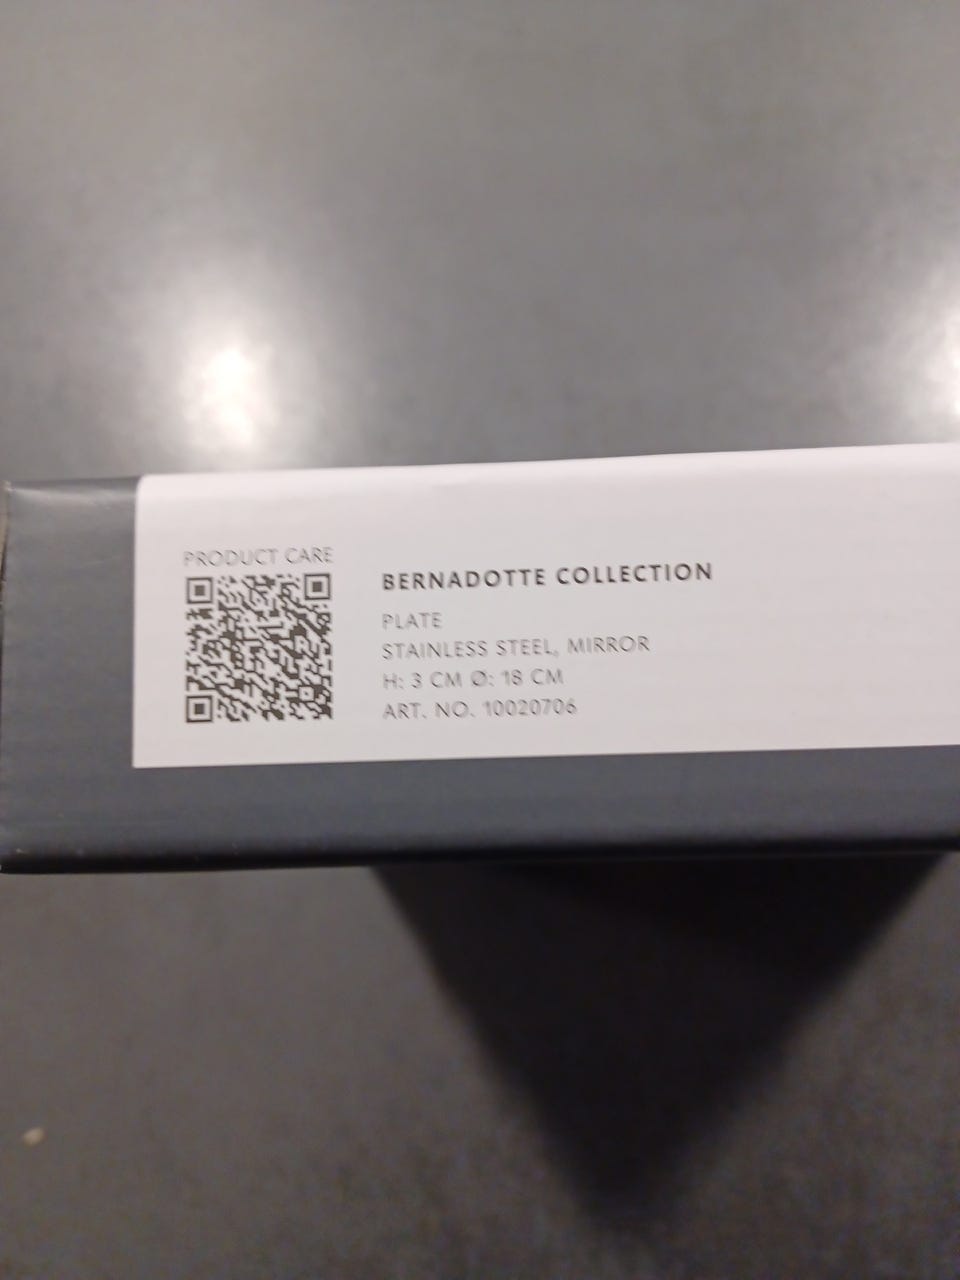 PRODUCT CARE
BERNADOTTE COLLECTION
PLATE
STAINLESS STEEL, MIRROR
H: 3 CM Ø: 18 CM
ART. NO. 10020706